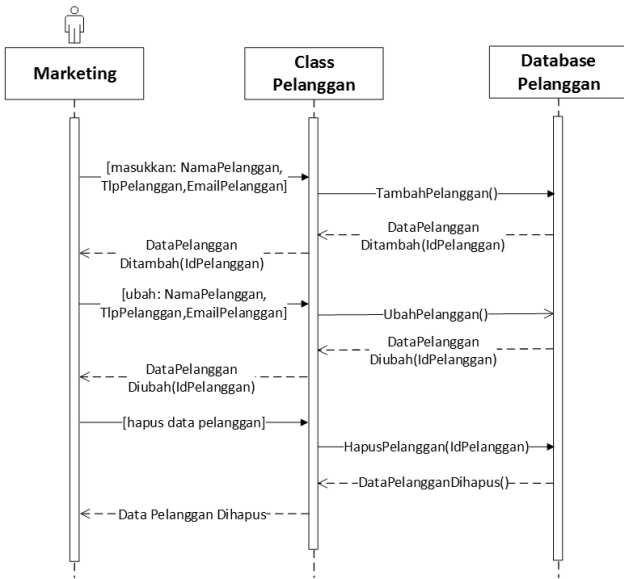 Marketing
Class
Pelanggan
Database
Pelanggan
[masukkan: NamaPelanggan,
TlpPelanggan,EmailPelanggan]
TambahPelanggan()
DataPelanggan
Ditambah(IdPelanggan)
DataPelanggan
Ditambah(IdPelanggan)
[ubah: NamaPelanggan,
TlpPelanggan,EmailPelanggan]
UbahPelanggan()
DataPelanggan
Diubah(IdPelanggan)
DataPelanggan
Diubah(IdPelanggan)
[hapus data pelanggan]
HapusPelanggan(IdPelanggan)
DataPelangganDihapus()
Data Pelanggan Dihapus